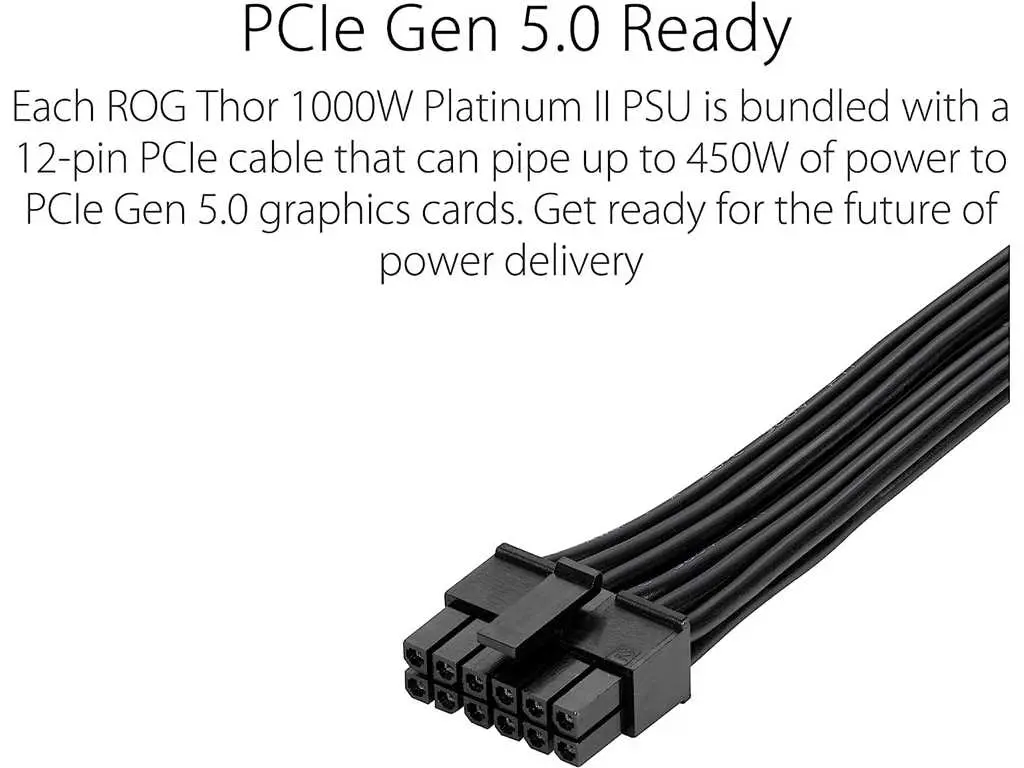 PCIe Gen 5.0 Ready
Each ROG Thor 1000W Platinum II PSU is bundled with a
12-pin PCIe cable that can pipe up to 450W of power to
PCIe Gen 5.0 graphics cards. Get ready for the future of
power delivery